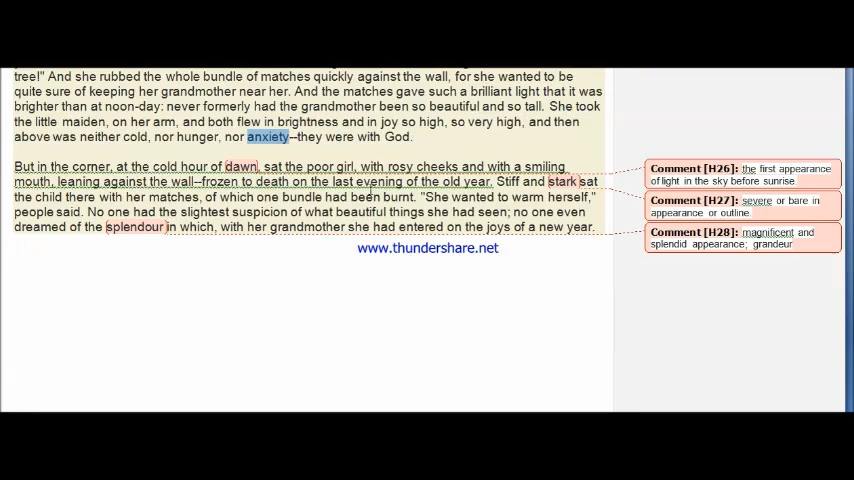 tree!" And she rubbed the whole bundle of matches quickly against the wall, for she wanted to be
quite sure of keeping her grandmother near her. And the matches gave such a brilliant light that it was
brighter than at noon-day: never formerly had the grandmother been so beautiful and so tall. She took
the little maiden, on her arm, and both flew in brightness and in joy so high, so very high, and then
above was neither cold, nor hunger, nor anxiety--they were with God.
But in the corner, at the cold hour of dawn, sat the poor girl, with rosy cheeks and with a smiling
mouth, leaning against the wall--frozen to death on the last evening of the old year. Stiff and stark sat
the child there with her matches, of which one bundle had been burnt. "She wanted to warm herself,"
people said. No one had the slightest suspicion of what beautiful things she had seen; no one even
dreamed of the splendour in which, with her grandmother she had entered on the joys of a new year.
www.thundershare.net
Comment [H26]: the first appearance
of light in the sky before sunrise
Comment [H27]: severe or bare in
appearance or outline.
Comment [H28]: magnificent and
splendid appearance; grandeur